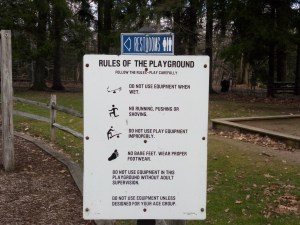 RESTROOMS
RULES OF THE PLAYGROUND
FOLLOW THE RULES - PLAY CAREFULLY
DO NOT USE EQUIPMENT WHEN
WET.
NO RUNNING, PUSHING OR
SHOVING.
DO NOT USE PLAY EQUIPMENT
IMPROPERLY.
NO BARE FEET. WEAR PROPER
FOOTWEAR.
DO NOT USE EQUIPMENT IN THIS
PLAYGROUND WITHOUT ADULT
SUPERVISION.
DO NOT USE EQUIPMENT UNLESS
DESIGNED FOR YOUR AGE GROUP.